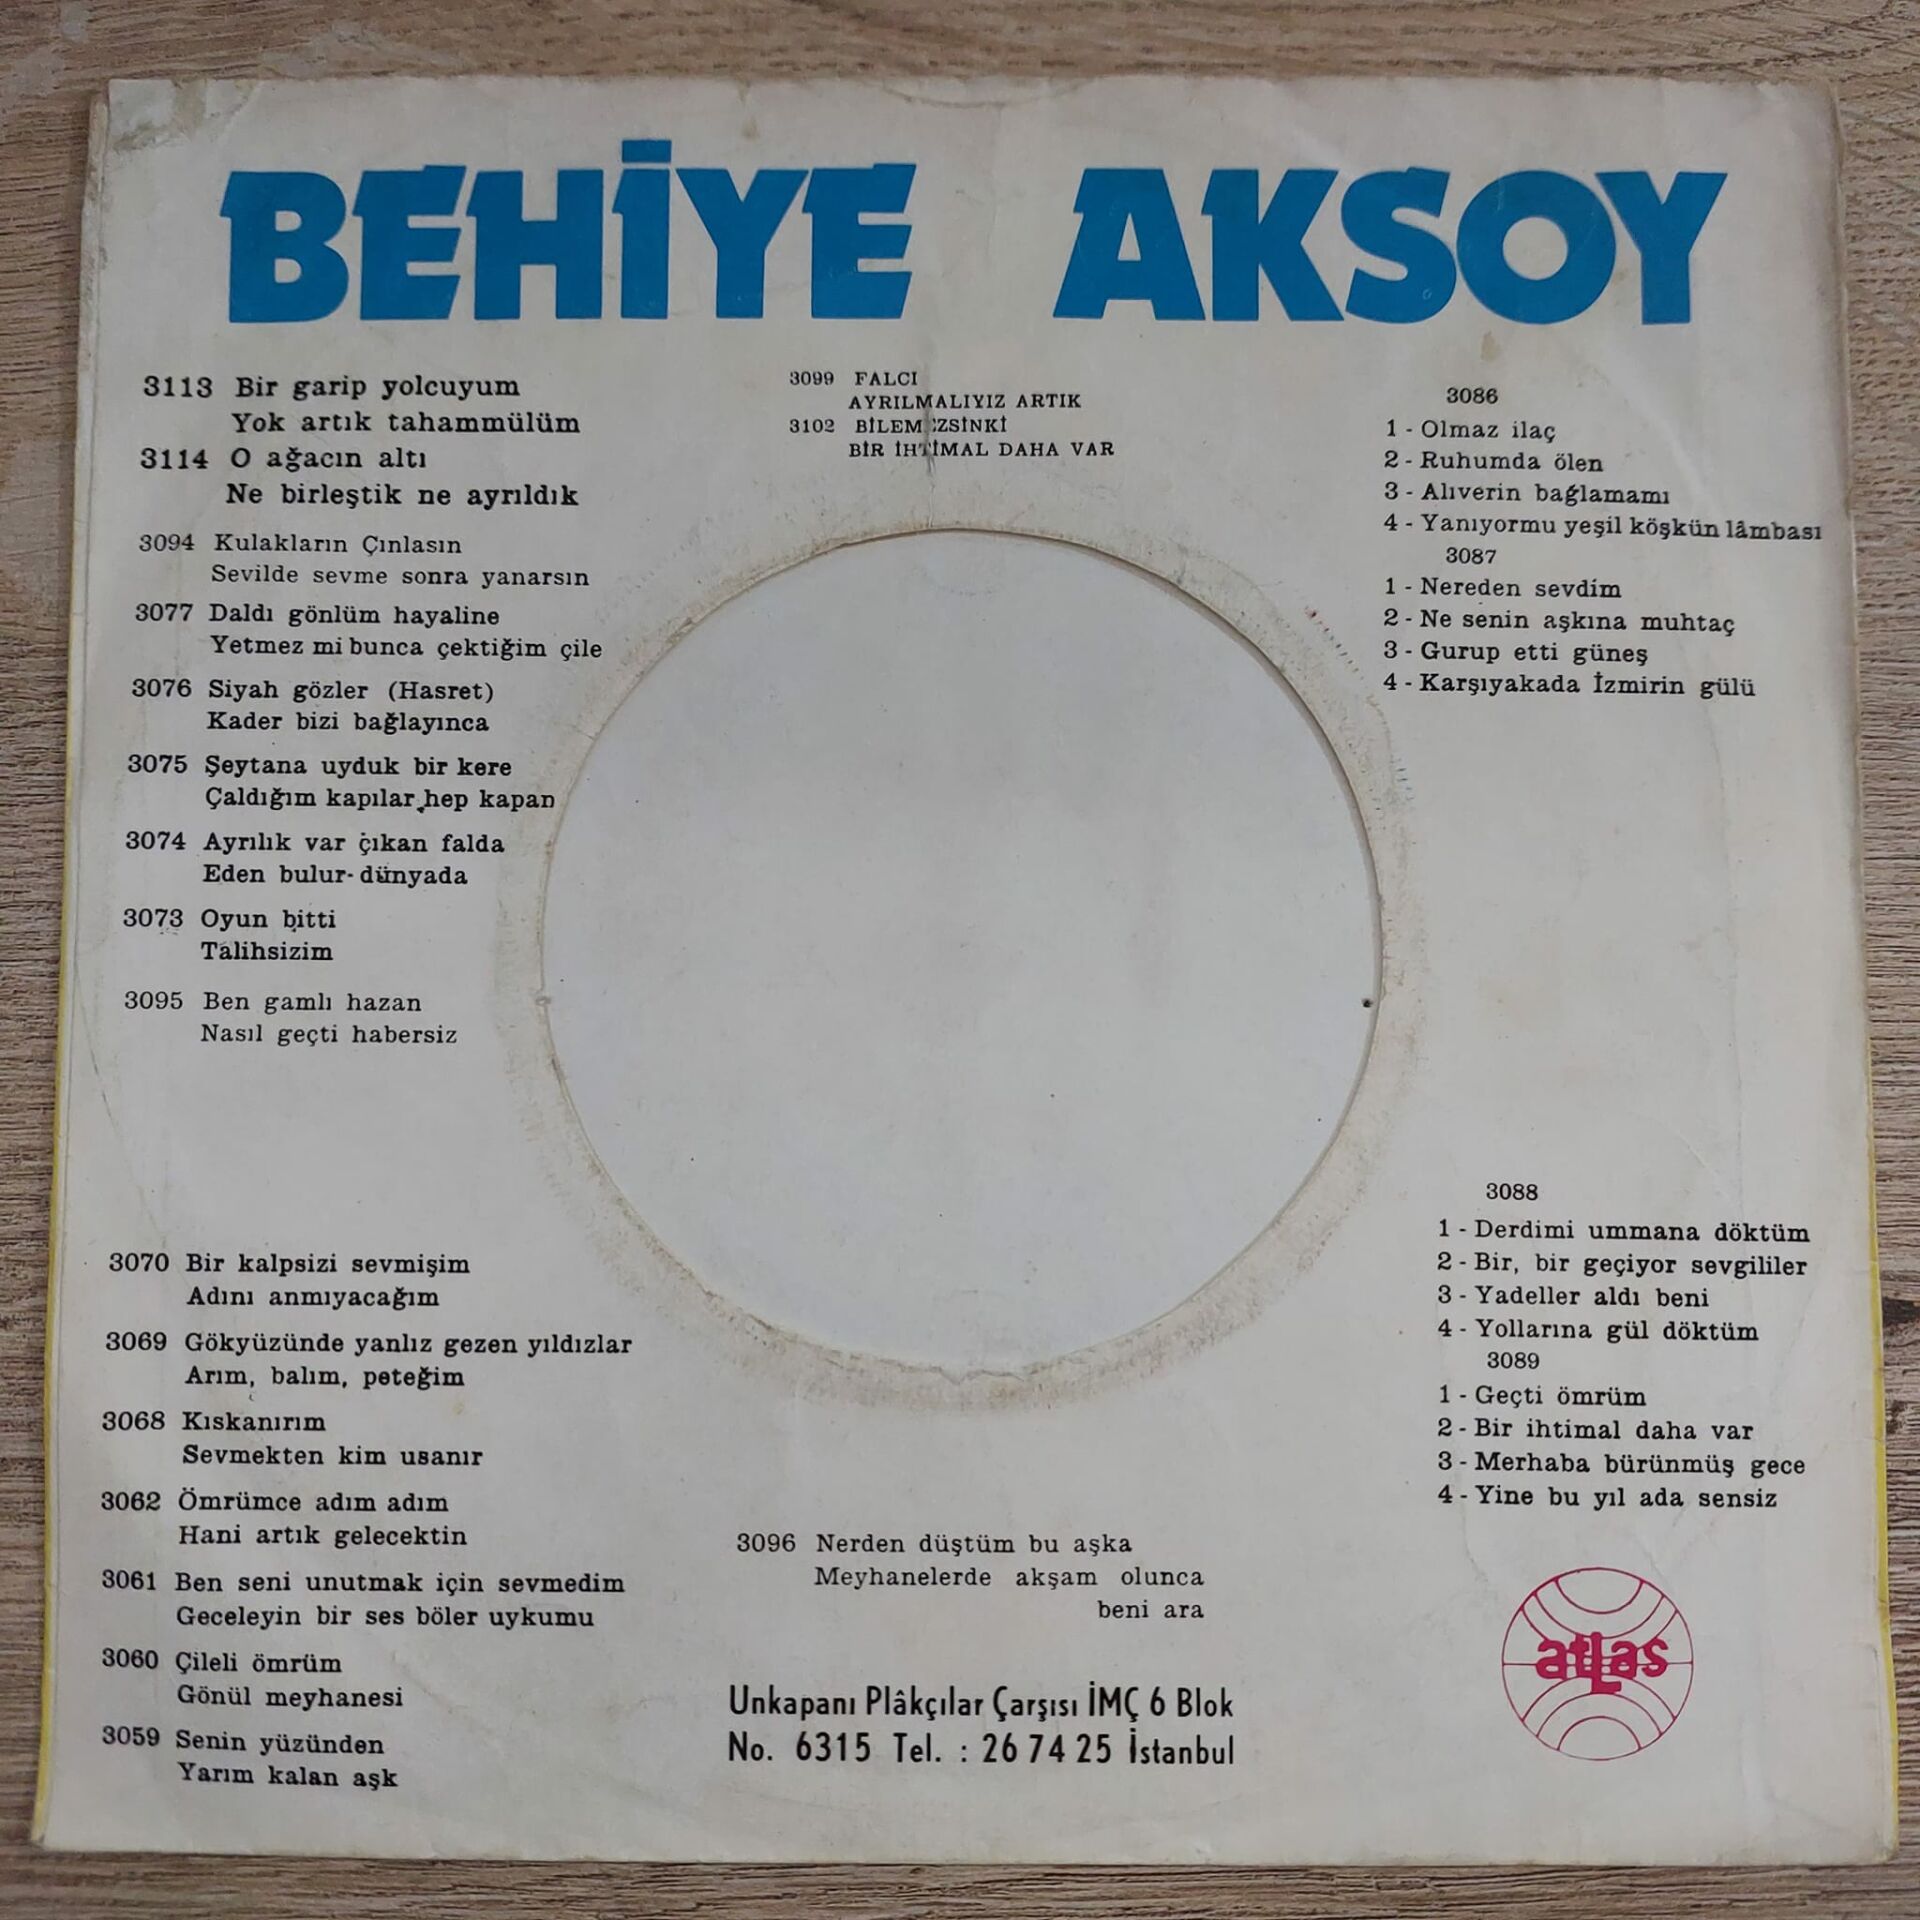 BEHİYE AKSOY
3113 Bir garip yolcuyum
Yok artık tahammülüm
3114 O ağacın altı
Ne birleştik ne ayrıldık
3094 Kulakların Çınlasın
Sevilde sevme sonra yanarsın
3077 Daldı gönlüm hayaline
Yetmez mi bunca çektiğim çile
3076 Siyah gözler (Hasret)
Kader bizi bağlayınca
3075 Şeytana uyduk bir kere
Çaldığım kapılar hep kapan
3074 Ayrılık var çıkan falda
Eden bulur dünyada
3073 Oyun bitti
Talihsizim
3095 Ben gamlı hazan
Nasıl geçti habersiz
3070 Bir kalpsizi sevmişim
Adını anmıyacağım
3069 Gökyüzünde yanlız gezen yıldızlar
Arım, balım, peteğim
3068 Kıskanırım
Sevmekten kim usanır
3062 Ömrümce adım adım
Hani artık gelecektin
3061 Ben seni unutmak için sevmedim
Geceleyin bir ses böler uykumu
3060 Çileli ömrüm
Gönül meyhanesi
3059 Senin yüzünden
Yarım kalan aşk
3099 FALCI
AYRILMALIYIZ ARTIK
3102 BİLEMEZSİNKİ
BİR İHTİMAL DAHA VAR
3096 Nerden düştüm bu aşka
Meyhanelerde akşam olunca
beni ara
Unkapanı Plâkçılar Çarşısı İMÇ 6 Blok
No. 6315 Tel. : 26 74 25 İstanbul
3086
1 - Olmaz ilaç
2 - Ruhumda ölen
3 - Alıverin bağlamamı
4 - Yanıyormu yeşil köşkün lâmbası
3087
1 - Nereden sevdim
2 - Ne senin aşkına muhtaç
3 - Gurup etti güneş
4 - Karşıyakada İzmirin gülü
3088
1 - Derdimi ummana döktüm
2 - Bir, bir geçiyor sevgililer
3 - Yadeller aldı beni
4 - Yollarına gül döktüm
3089
1 - Geçti ömrüm
2 - Bir ihtimal daha var
3 - Merhaba bürünmüş gece
4 - Yine bu yıl ada sensiz
atLas